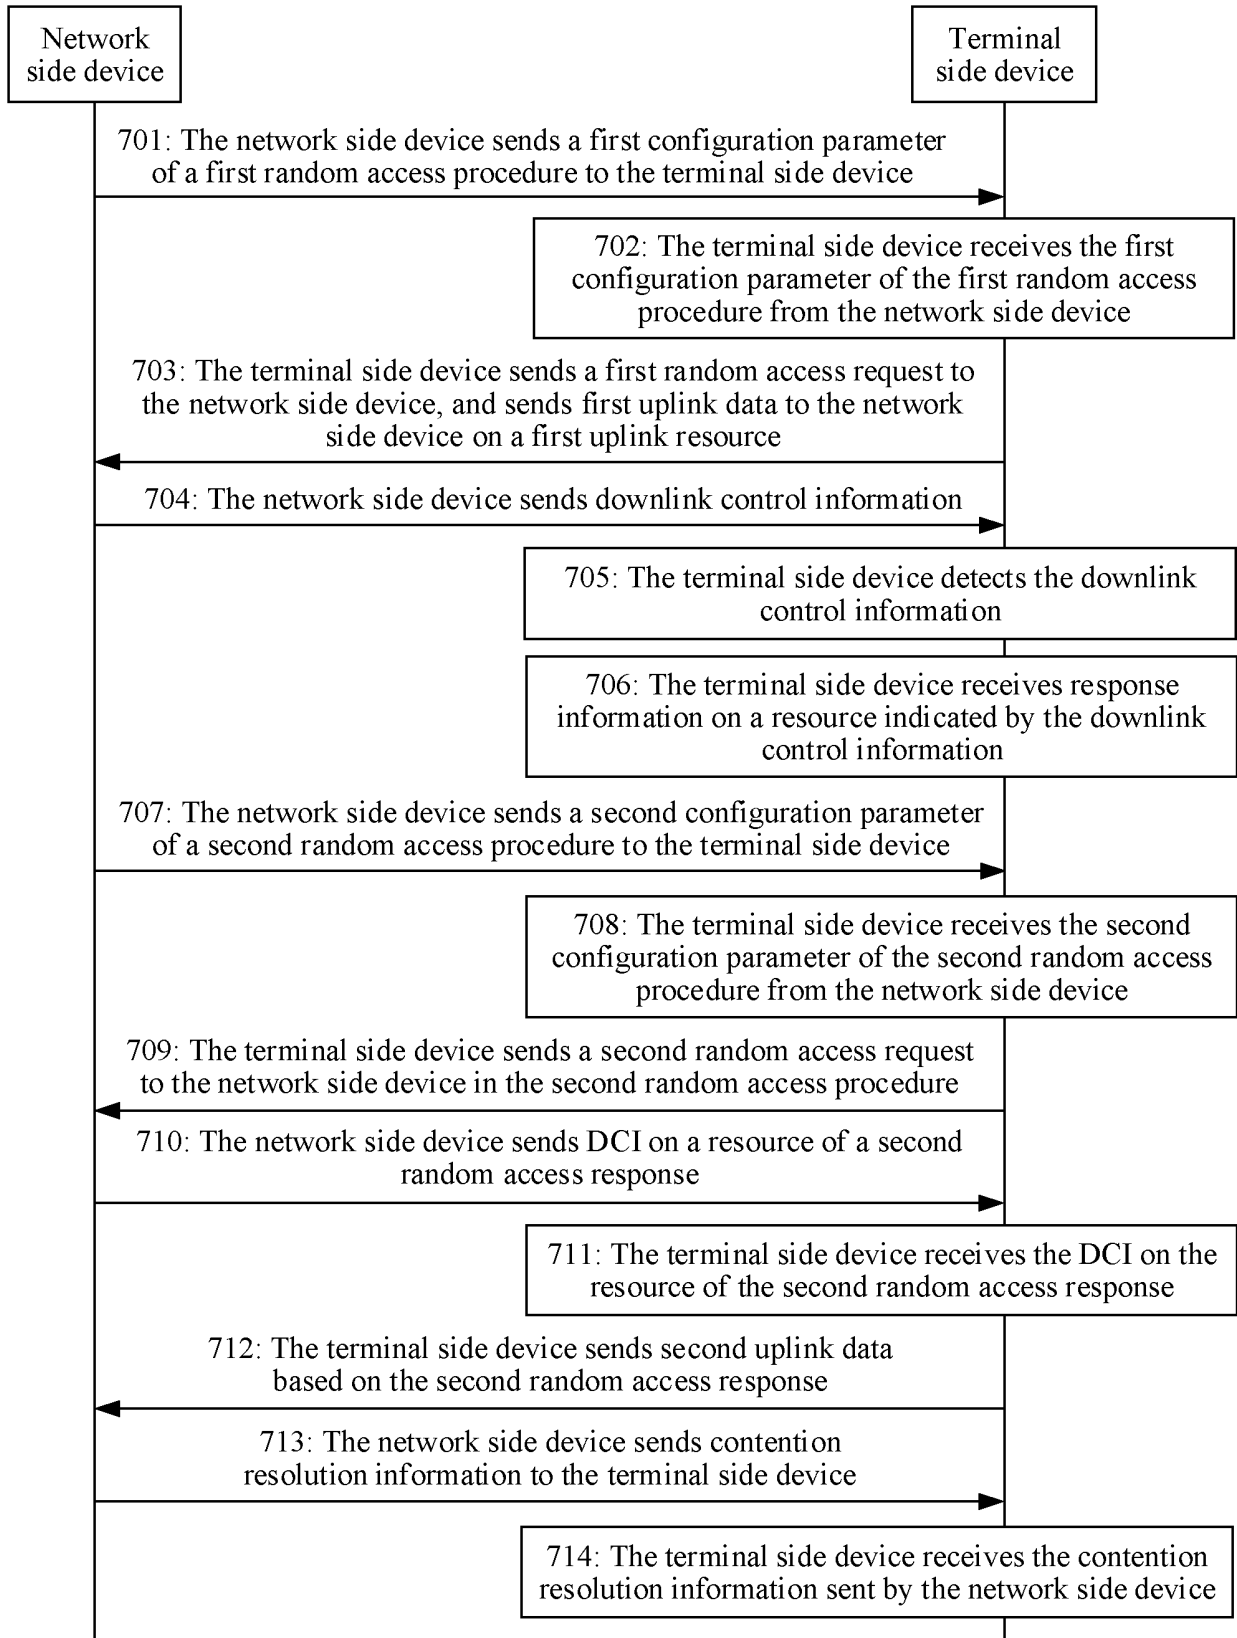 Network
side device
Terminal
side device
701: The network side device sends a first configuration parameter
of a first random access procedure to the terminal side device
702: The terminal side device receives the first
configuration parameter of the first random access
procedure from the network side device
703: The terminal side device sends a first random access request to
the network side device, and sends first uplink data to the network
side device on a first uplink resource
704: The network side device sends downlink control information
705: The terminal side device detects the downlink
control information
706: The terminal side device receives response
information on a resource indicated by the downlink
control information
707: The network side device sends a second configuration parameter
of a second random access procedure to the terminal side device
708: The terminal side device receives the second
configuration parameter of the second random access
procedure from the network side device
709: The terminal side device sends a second random access request
to the network side device in the second random access procedure
710: The network side device sends DCI on a resource of a second
random access response
711: The terminal side device receives the DCI on the
resource of the second random access response
712: The terminal side device sends second uplink data
based on the second random access response
713: The network side device sends contention
resolution information to the terminal side device
714: The terminal side device receives the contention
resolution information sent by the network side device